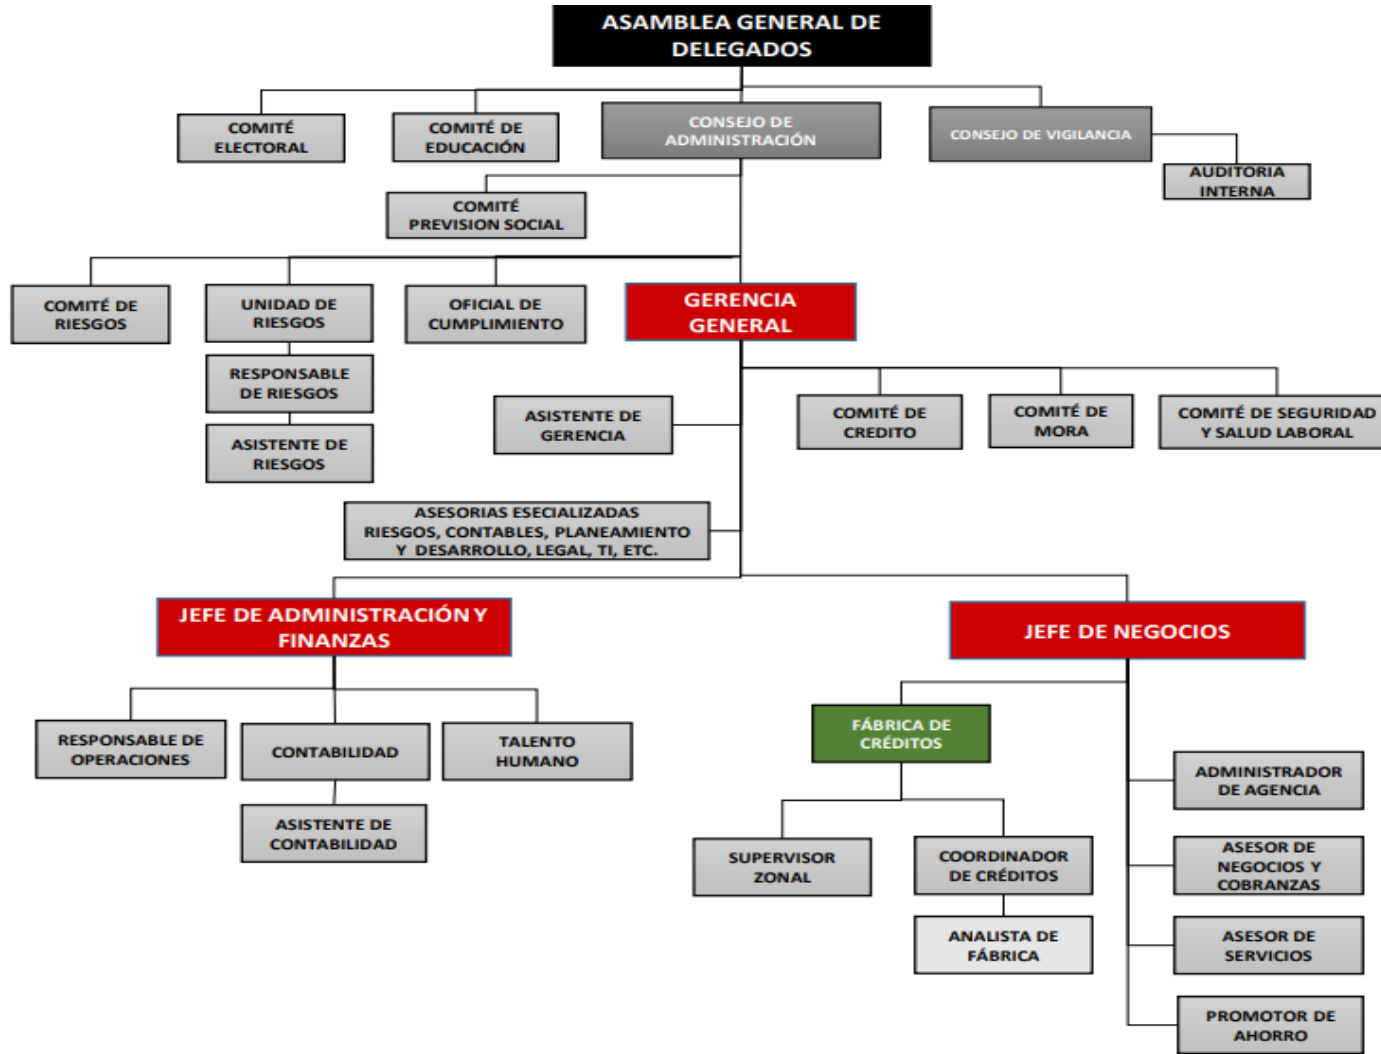 ASAMBLEA GENERAL DE
DELEGADOS
COMITÉ
ELECTORAL
COMITÉ DE
EDUCACIÓN
CONSEJO DE
ADMINISTRACIÓN
CONSEJO DE VIGILANCIA
AUDITORIA
INTERNA
COMITÉ
PREVISION SOCIAL
COMITÉ DE
RIESGOS
UNIDAD DE
RIESGOS
OFICIAL DE
CUMPLIMIENTO
GERENCIA
GENERAL
RESPONSABLE
DE RIESGOS
ASISTENTE DE
RIESGOS
ASISTENTE DE
GERENCIA
COMITÉ DE
CREDITO
COMITÉ DE
MORA
COMITÉ DE SEGURIDAD
Y SALUD LABORAL
ASESORIAS ESECIALIZADAS
RIESGOS, CONTABLES, PLANEAMIENTO
Y DESARROLLO, LEGAL, TI, ETC.
JEFE DE ADMINISTRACIÓN Y
FINANZAS
JEFE DE NEGOCIOS
RESPONSABLE DE
OPERACIONES
CONTABILIDAD
TALENTO
HUMANO
ASISTENTE DE
CONTABILIDAD
FÁBRICA DE
CRÉDITOS
SUPERVISOR
ZONAL
COORDINADOR
DE CRÉDITOS
ANALISTA DE
FÁBRICA
ADMINISTRADOR
DE AGENCIA
ASESOR DE
NEGOCIOS Y
COBRANZAS
ASESOR DE
SERVICIOS
PROMOTOR DE
AHORRO